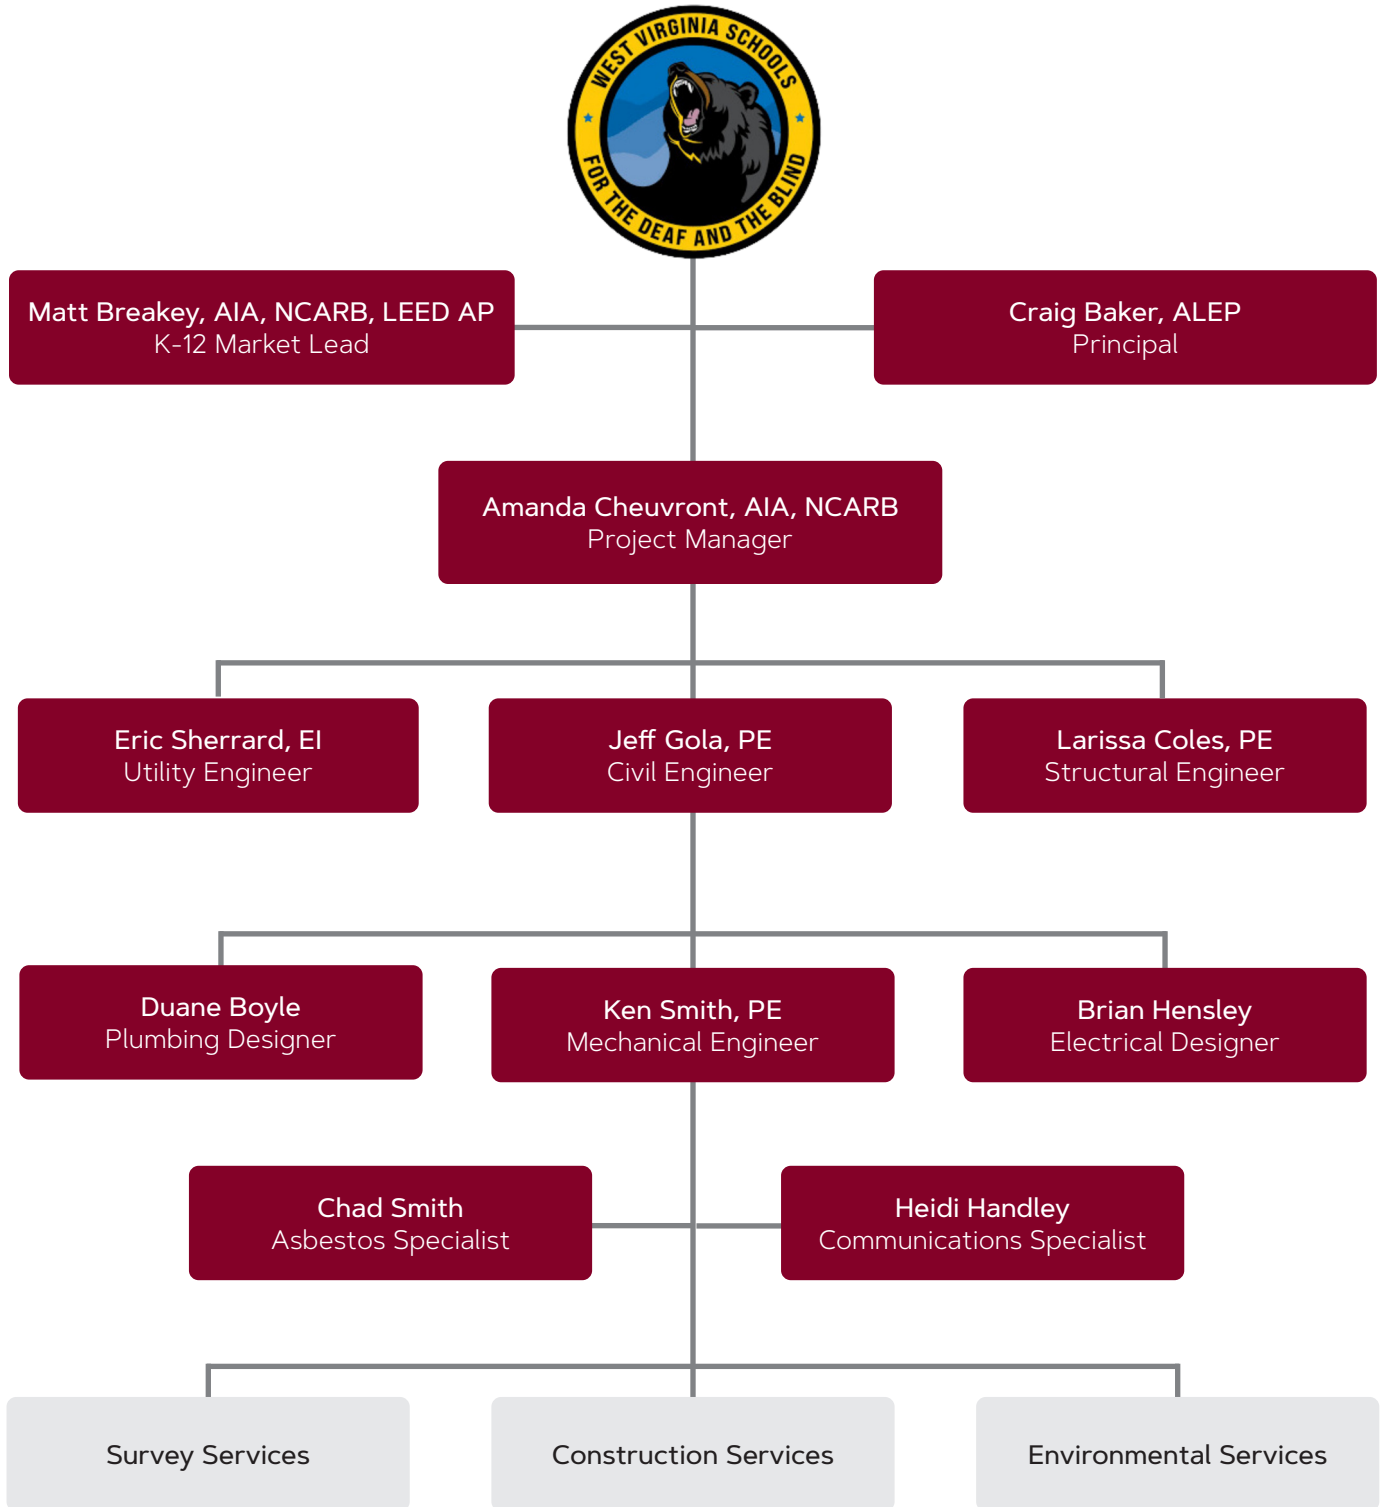 WEST VIRGINIA SCHOOLS
FOR THE DEAF AND THE BLIND
Matt Breakey, AIA, NCARB, LEED AP
K-12 Market Lead
Craig Baker, ALEP
Principal
Amanda Cheuvront, AIA, NCARB
Project Manager
Eric Sherrard, EI
Utility Engineer
Jeff Gola, PE
Civil Engineer
Larissa Coles, PE
Structural Engineer
Duane Boyle
Plumbing Designer
Ken Smith, PE
Mechanical Engineer
Brian Hensley
Electrical Designer
Chad Smith
Asbestos Specialist
Heidi Handley
Communications Specialist
Survey Services
Construction Services
Environmental Services